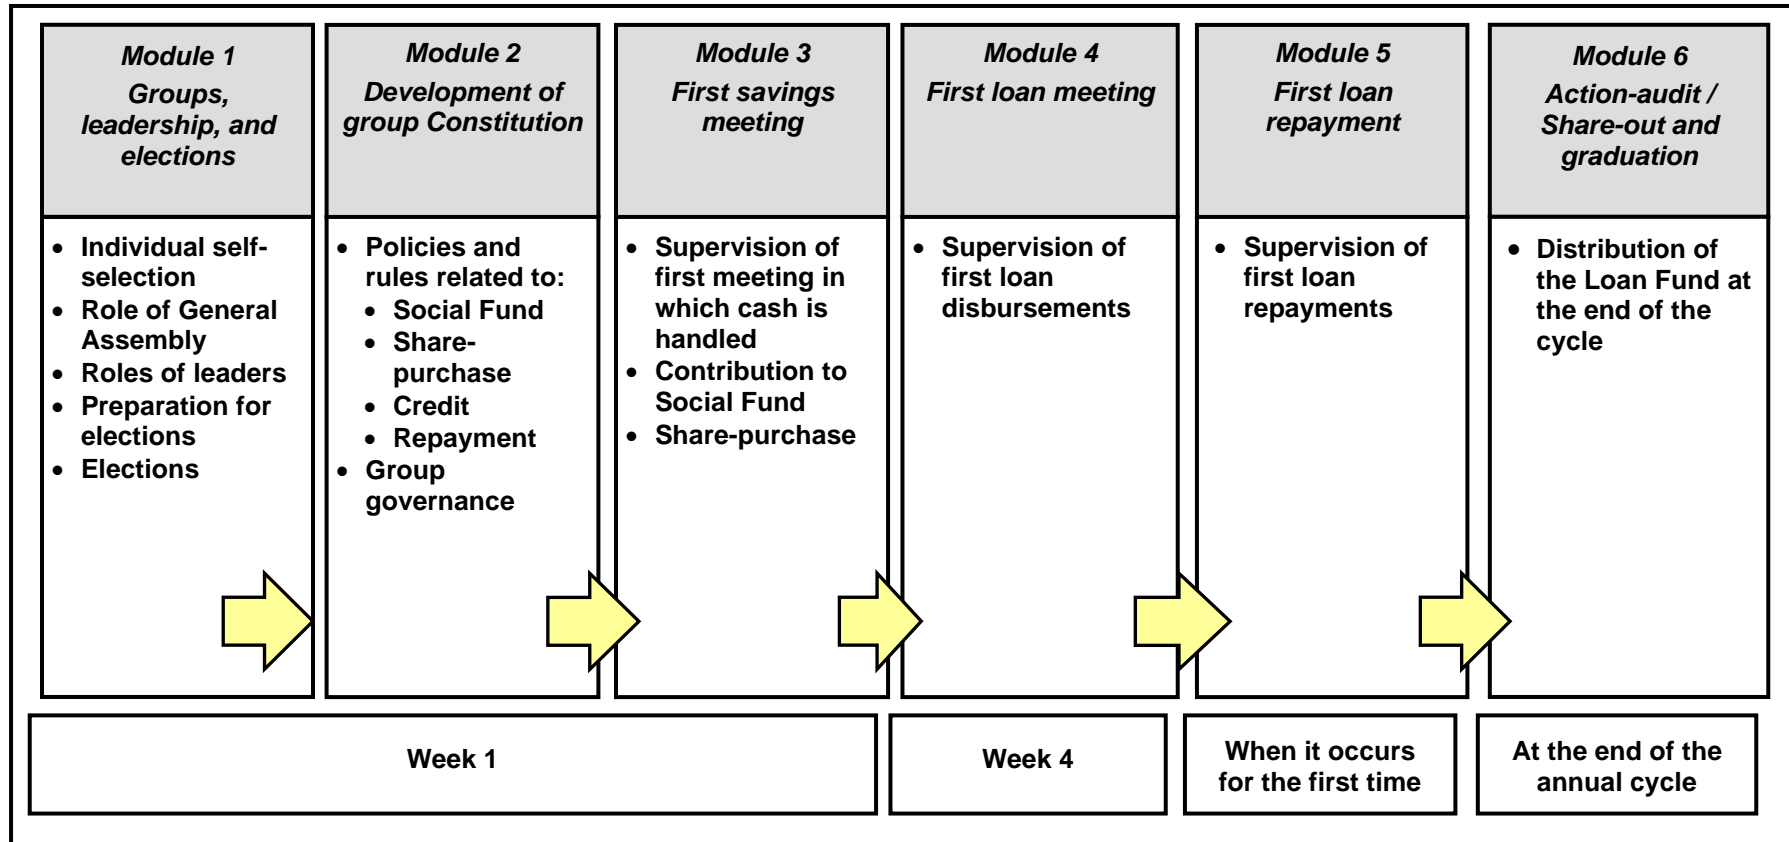 Module 1
Groups,
leadership, and
elections
• Individual self-
selection
• Role of General
Assembly
• Roles of leaders
• Preparation for
elections
• Elections
Module 2
Development of
group Constitution
• Policies and
rules related to:
• Social Fund
• Share-
purchase
• Credit
• Repayment
• Group
governance
Module 3
First savings
meeting
• Supervision of
first meeting in
which cash is
handled
• Contribution to
Social Fund
• Share-purchase
Module 4
First loan meeting
• Supervision of
first loan
disbursements
Module 5
First loan
repayment
• Supervision of
first loan
repayments
Module 6
Action-audit /
Share-out and
graduation
• Distribution of
the Loan Fund at
the end of the
cycle
Week 1
Week 4
When it occurs
for the first time
At the end of the
annual cycle